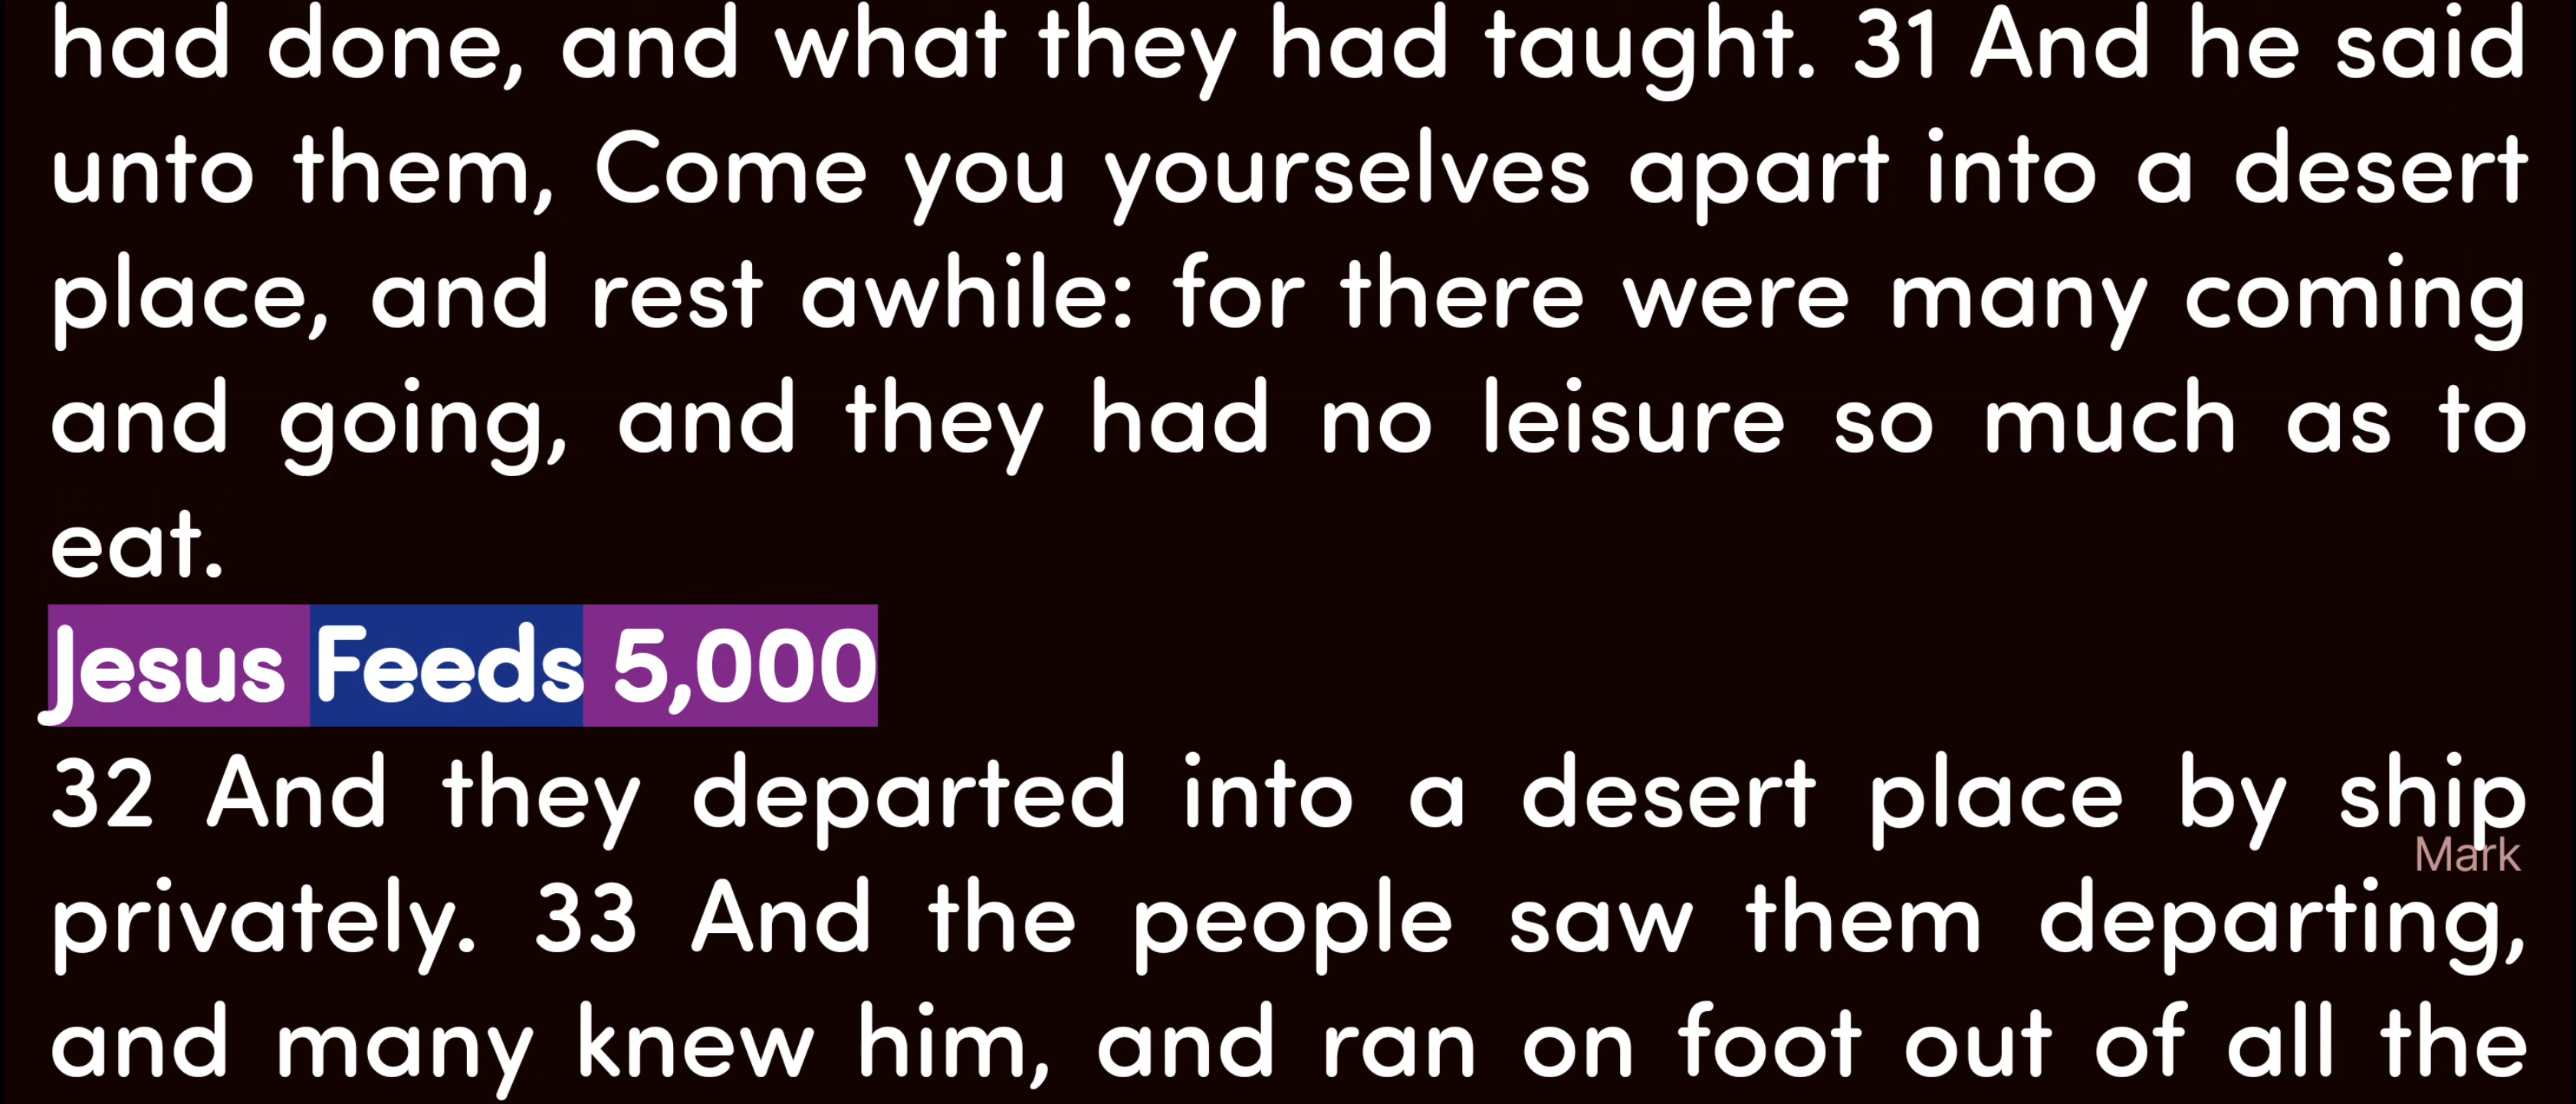 had done, and what they had taught. 31 And he said
unto them, Come you yourselves apart into a desert
place, and rest awhile: for there were many coming
and going, and they had no leisure so much as to
eat.
Jesus Feeds 5,000
32 And they departed into a desert place by ship
Mark
privately. 33 And the people saw them departing,
and many knew him, and ran on foot out of all the